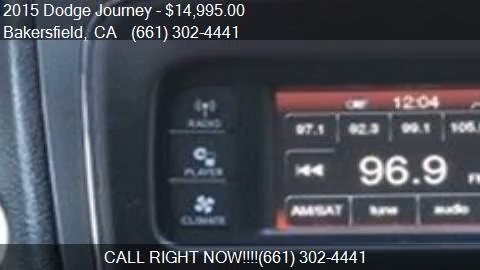 2015 Dodge Journey - $14,995.00
Bakersfield, CA (661) 302-4441
12:04
RADIO
97.1 92.3 99.1 105.
PLAYER
96.9 FM
CLIMATE
AM/SAT tune audio
CALL RIGHT NOW!!!!(661) 302-4441